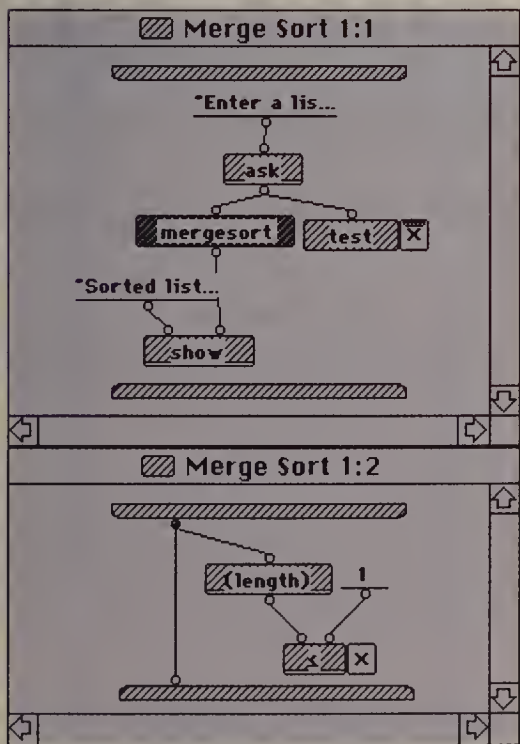 Merge Sort 1:1
"Enter a lis...
ask
mergesort
test
"Sorted list...
show
Merge Sort 1:2
(length)
1